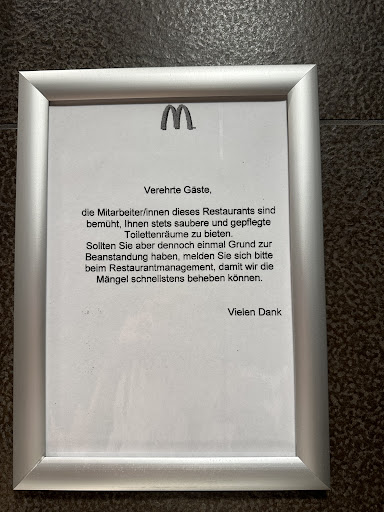 Verehrte Gäste,
die Mitarbeiter/innen dieses Restaurants sind
bemüht, Ihnen stets saubere und gepflegte
Toilettenräume zu bieten.
Sollten Sie aber dennoch einmal Grund zur
Beanstandung haben, melden Sie sich bitte
beim Restaurantmanagement, damit wir die
Mängel schnellstens beheben können.
Vielen Dank